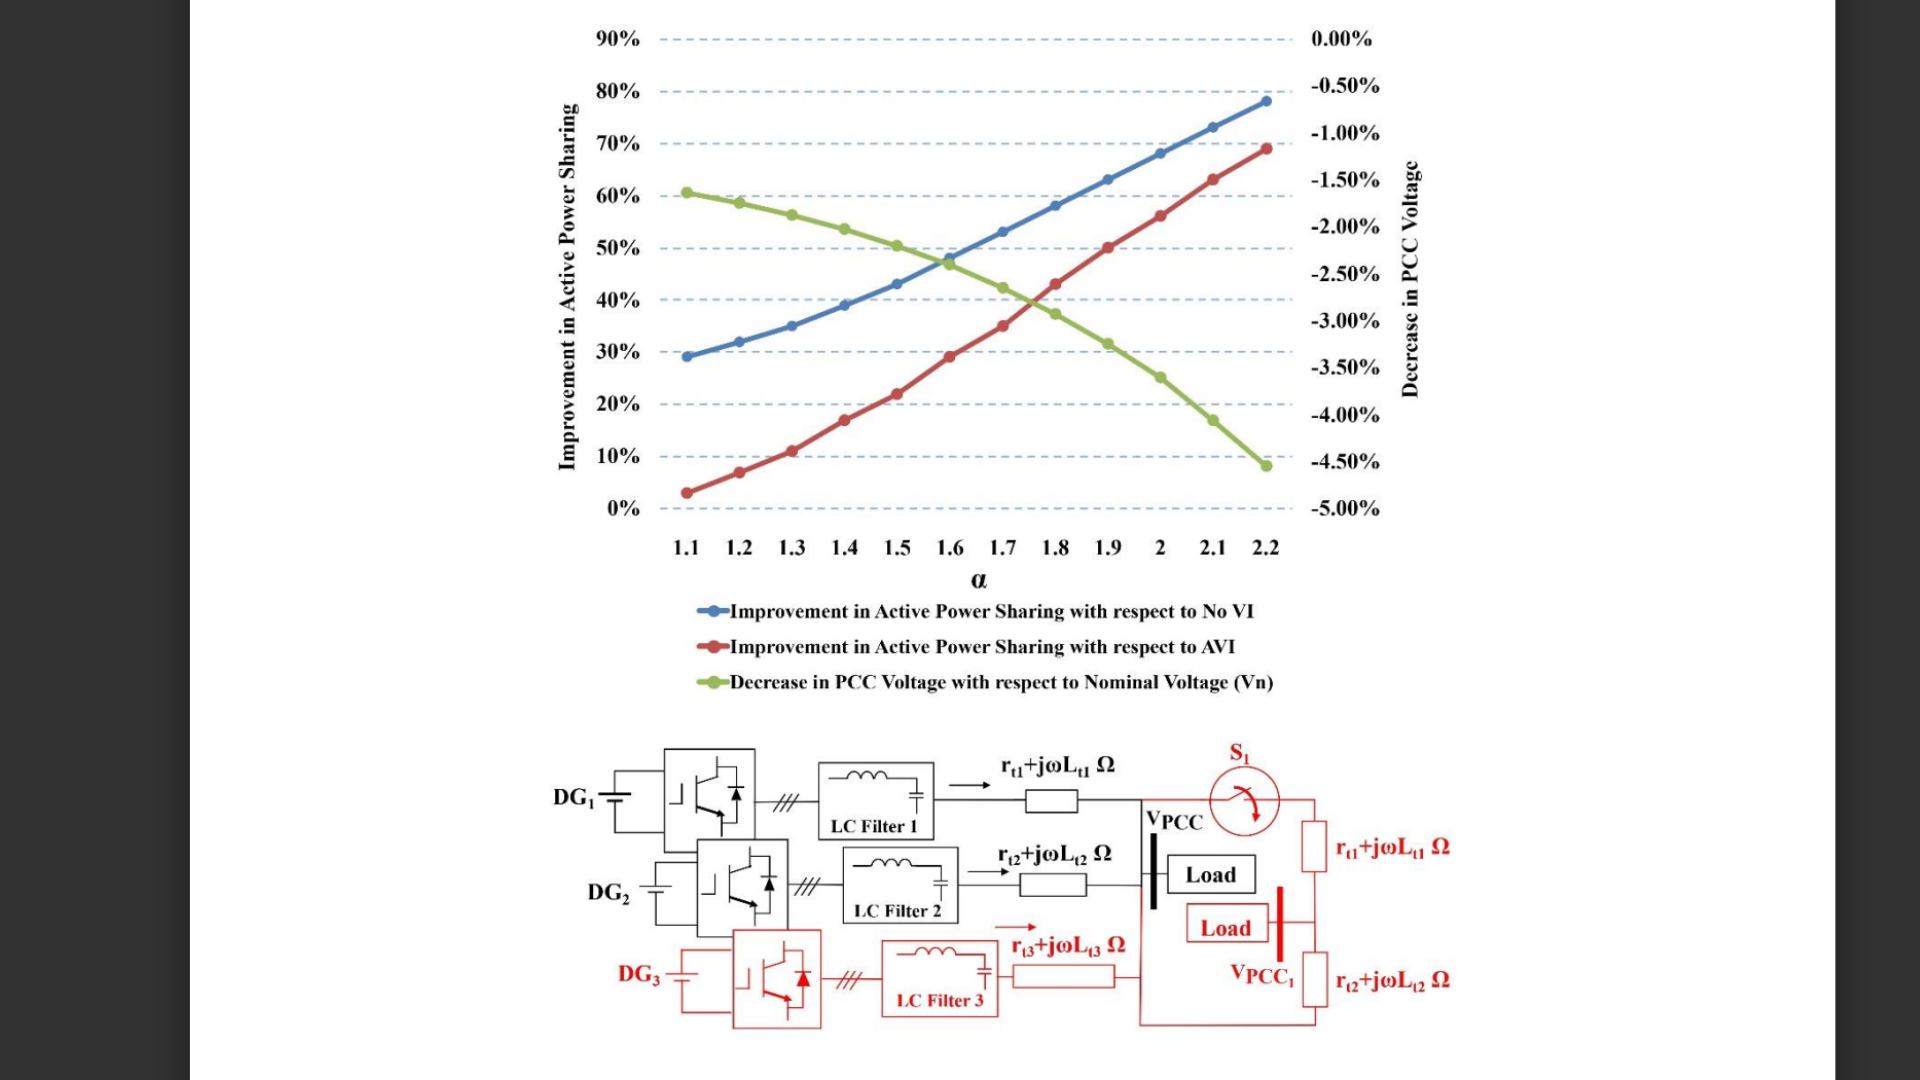 90%
80%
70%
60%
50%
40%
30%
20%
10%
0%
Improvement in Active Power Sharing
0.00%
-0.50%
-1.00%
-1.50%
-2.00%
-2.50%
-3.00%
-3.50%
-4.00%
-4.50%
-5.00%
Decrease in PCC Voltage
1.1 1.2 1.3 1.4 1.5 1.6 1.7 1.8 1.9 2 2.1 2.2
α
Improvement in Active Power Sharing with respect to No VI
Improvement in Active Power Sharing with respect to AVI
Decrease in PCC Voltage with respect to Nominal Voltage (Vn)
DG1
LC Filter 1
rt1+jωLt1 Ω
S1
VPCC
rt1+jωLt1 Ω
DG2
LC Filter 2
rt2+jωLt2 Ω
Load
Load
DG3
LC Filter 3
rt3+jωLt3 Ω
VPCC1
rt2+jωLt2 Ω